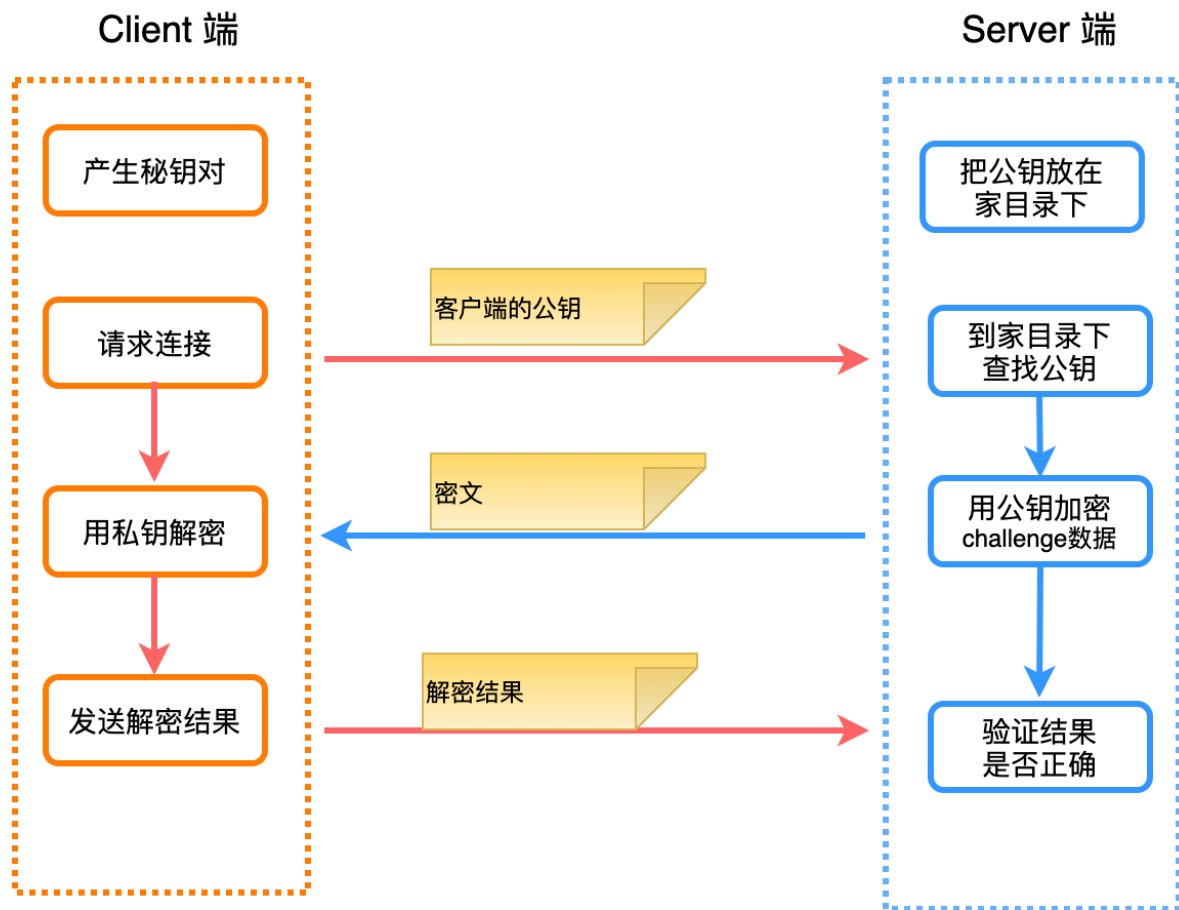 Client 端
Server 端
产生秘钥对
把公钥放在
家目录下
客户端的公钥
请求连接
到家目录下
查找公钥
密文
用私钥解密
用公钥加密
challenge数据
解密结果
发送解密结果
验证结果
是否正确